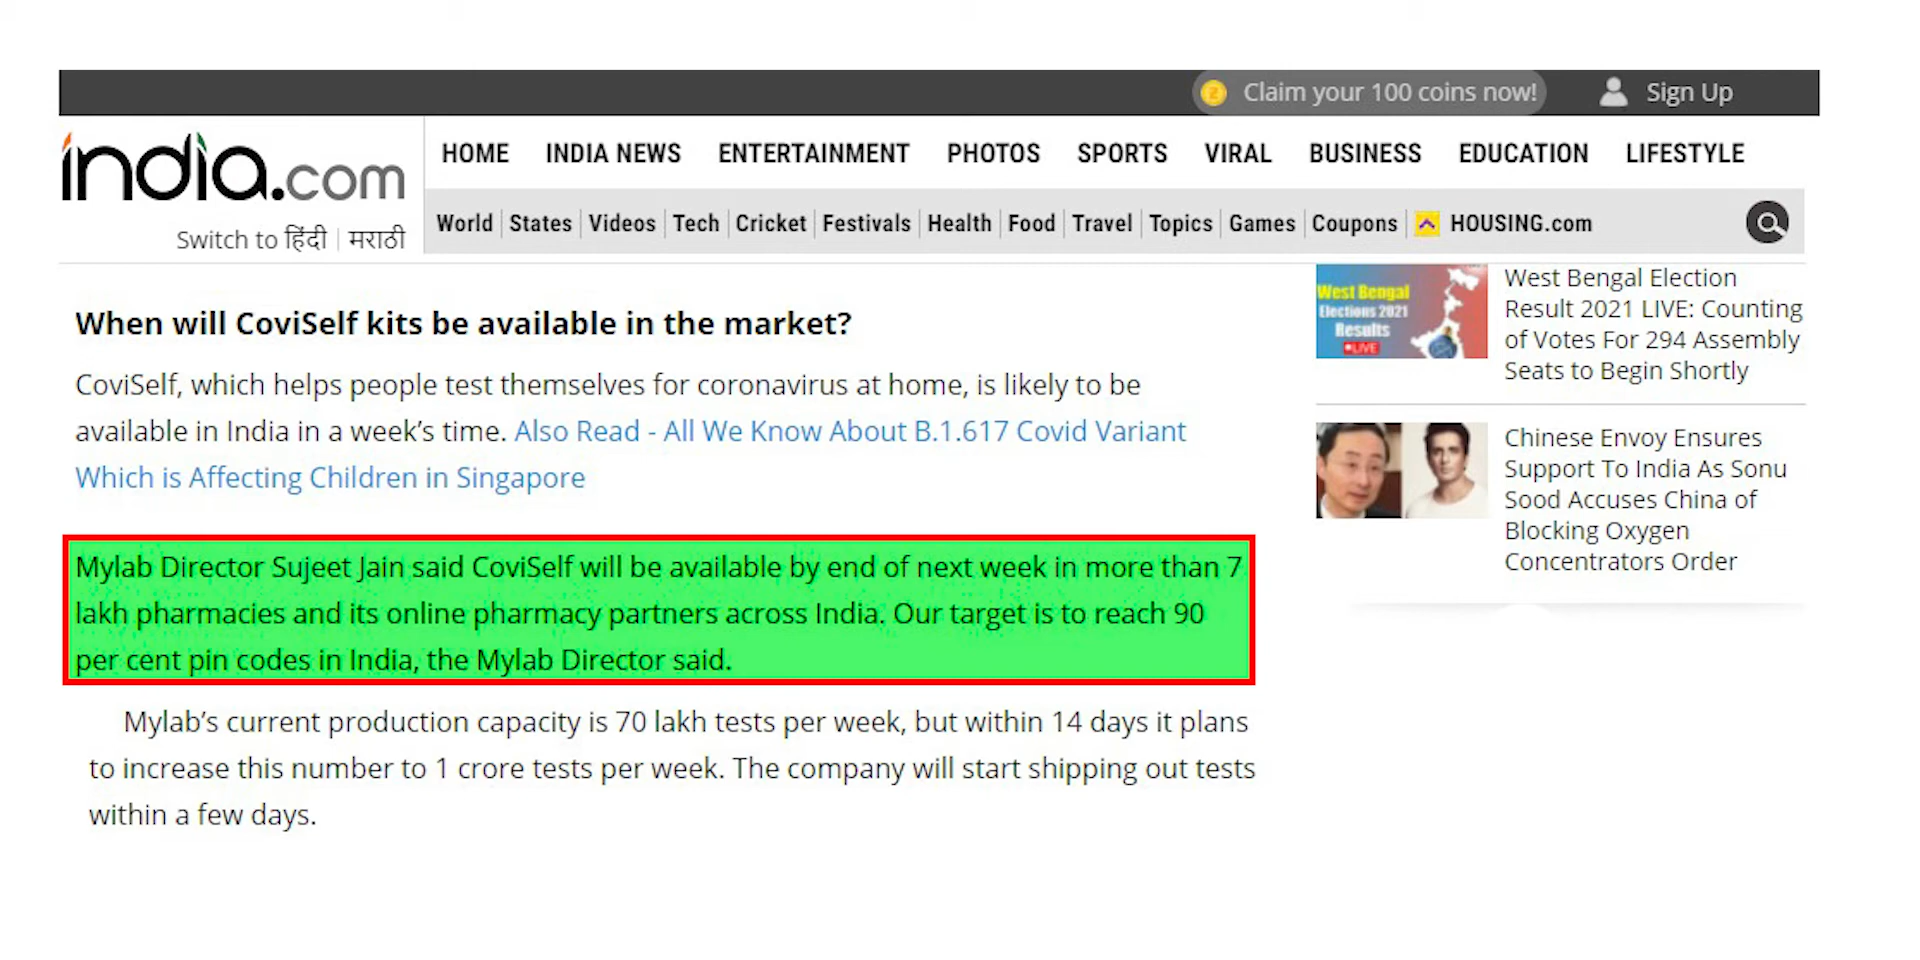 Claim your 100 coins now!
Sign Up
india.com
HOME INDIA NEWS ENTERTAINMENT PHOTOS SPORTS VIRAL BUSINESS EDUCATION LIFESTYLE
Switch to हिंदी | मराठी
World States Videos Tech Cricket Festivals Health Food Travel Topics Games Coupons HOUSING.com
When will CoviSelf kits be available in the market?
CoviSelf, which helps people test themselves for coronavirus at home, is likely to be
available in India in a week’s time. Also Read - All We Know About B.1.617 Covid Variant
Which is Affecting Children in Singapore
Mylab Director Sujeet Jain said CoviSelf will be available by end of next week in more than 7
lakh pharmacies and its online pharmacy partners across India. Our target is to reach 90
per cent pin codes in India, the Mylab Director said.
Mylab’s current production capacity is 70 lakh tests per week, but within 14 days it plans
to increase this number to 1 crore tests per week. The company will start shipping out tests
within a few days.
West Bengal
Elections 2021
Results
LIVE
West Bengal Election
Result 2021 LIVE: Counting
of Votes For 294 Assembly
Seats to Begin Shortly
Chinese Envoy Ensures
Support To India As Sonu
Sood Accuses China of
Blocking Oxygen
Concentrators Order